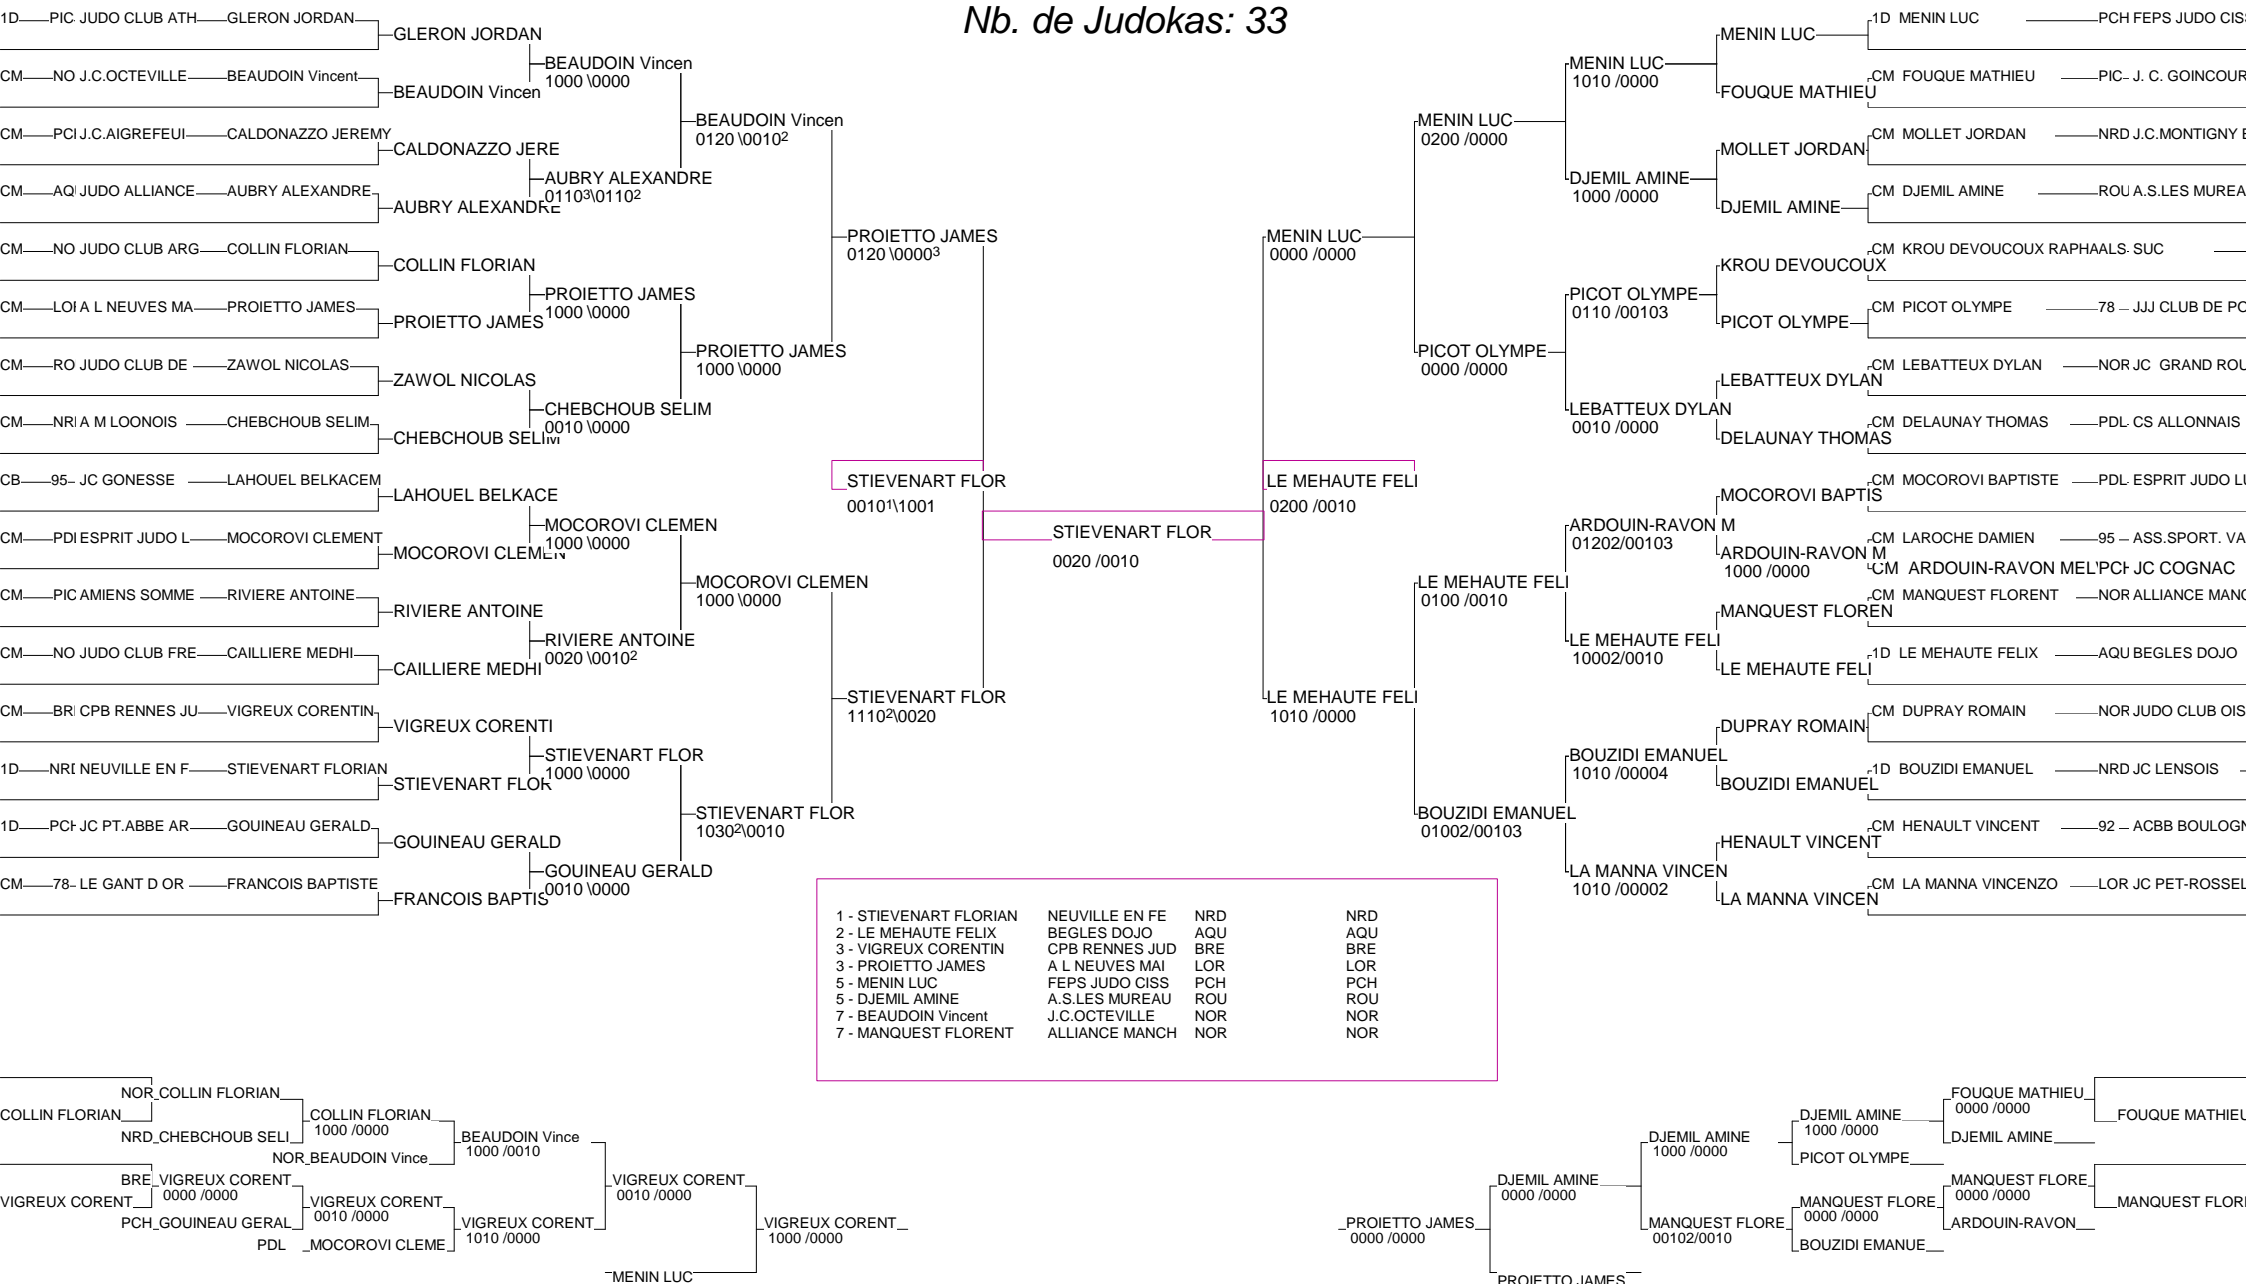 Nb. de Judokas: 33
1D PIC JUDO CLUB ATH GLERON JORDAN
CM NO J.C.OCTEVILLE BEAUDOIN Vincent
CM PCI J.C.AIGREFEUI CALDONAZZO JEREMY
CM AQ JUDO ALLIANCE AUBRY ALEXANDRE
CM NO JUDO CLUB ARG COLLIN FLORIAN
CM LOI A L NEUVES MA PROIETTO JAMES
CM RO JUDO CLUB DE ZAWOL NICOLAS
CM NRI A M LOONOIS CHEBCHOUB SELIM
CB 95 JC GONESSE LAHOUEL BELKACEM
CM PDI ESPRIT JUDO L MOCOROVI CLEMENT
CM PIC AMIENS SOMME RIVIERE ANTOINE
CM NO JUDO CLUB FRE CAILLIERE MEDHI
CM BRI CPB RENNES JU VIGREUX CORENTIN
1D NRI NEUVILLE EN F STIEVENART FLORIAN
1D PCH JC PT.ABBE AR GOUINEAU GERALD
CM 78 LE GANT D OR FRANCOIS BAPTISTE
GLERON JORDAN
BEAUDOIN Vincen
CALDONAZZO JERE
AUBRY ALEXANDRE
COLLIN FLORIAN
PROIETTO JAMES
ZAWOL NICOLAS
CHEBCHOUB SELIM
LAHOUEL BELKACE
MOCOROVI CLEMEN
RIVIERE ANTOINE
CAILLIERE MEDHI
VIGREUX CORENTI
STIEVENART FLOR
GOUINEAU GERALD
FRANCOIS BAPTIS
BEAUDOIN Vincen
1000 \0000
AUBRY ALEXANDRE
0110³\0110²
PROIETTO JAMES
1000 \0000
CHEBCHOUB SELIM
0010 \0000
MOCOROVI CLEMEN
1000 \0000
RIVIERE ANTOINE
0020 \0010²
STIEVENART FLOR
1000 \0000
GOUINEAU GERALD
0010 \0000
BEAUDOIN Vincen
0120 \0010²
PROIETTO JAMES
1000 \0000
MOCOROVI CLEMEN
1000 \0000
STIEVENART FLOR
1030²\0010
PROIETTO JAMES
0120 \0000³
STIEVENART FLOR
1110²\0020
STIEVENART FLOR
0010¹\1001
STIEVENART FLOR
0020 /0010
LE MEHAUTE FELI
0200 /0010
MENIN LUC
0000 /0000
LE MEHAUTE FELI
1010 /0000
MENIN LUC
0200 /0000
PICOT OLYMPE
0000 /0000
LE MEHAUTE FELI
0100 /0010
BOUZIDI EMANUEL
01002/00103
MENIN LUC
1010 /0000
DJEMIL AMINE
1000 /0000
PICOT OLYMPE
0110 /00103
LEBATTEUX DYLAN
0010 /0000
ARDOUIN-RAVON M
01202/00103
LE MEHAUTE FELI
10002/0010
BOUZIDI EMANUEL
1010 /00004
LA MANNA VINCEN
1010 /00002
MENIN LUC
FOUQUE MATHIEU
MOLLET JORDAN
DJEMIL AMINE
KROU DEVOUCOUX
PICOT OLYMPE
LEBATTEUX DYLAN
DELAUNAY THOMAS
MOCOROVI BAPTIS
ARDOUIN-RAVON M
1000 /0000
MANQUEST FLOREN
LE MEHAUTE FELI
DUPRAY ROMAIN
BOUZIDI EMANUEL
HENAULT VINCENT
LA MANNA VINCEN
1D MENIN LUC PCH FEPS JUDO CIS
CM FOUQUE MATHIEU PIC J. C. GOINCOUR
CM MOLLET JORDAN NRD J.C.MONTIGNY
CM DJEMIL AMINE ROU A.S.LES MUREA
CM KROU DEVOUCOUX RAPHAALS SUC
CM PICOT OLYMPE 78 JJJ CLUB DE PO
CM LEBATTEUX DYLAN NOR JC GRAND ROU
CM DELAUNAY THOMAS PDL CS ALLONNAIS
CM MOCOROVI BAPTISTE PDL ESPRIT JUDO LU
CM LAROCHE DAMIEN 95 ASS.SPORT. VA
CM ARDOUIN-RAVON MEL PCH JC COGNAC
CM MANQUEST FLORENT NOR ALLIANCE MANC
1D LE MEHAUTE FELIX AQU BEGLES DOJO
CM DUPRAY ROMAIN NOR JUDO CLUB OIS
1D BOUZIDI EMANUEL NRD JC LENSOIS
CM HENAULT VINCENT 92 ACBB BOULOGN
CM LA MANNA VINCENZO LOR JC PET-ROSSEL
1 - STIEVENART FLORIAN NEUVILLE EN FE NRD NRD
2 - LE MEHAUTE FELIX BEGLES DOJO AQU AQU
3 - VIGREUX CORENTIN CPB RENNES JUD BRE BRE
3 - PROIETTO JAMES A L NEUVES MAI LOR LOR
5 - MENIN LUC FEPS JUDO CISS PCH PCH
5 - DJEMIL AMINE A.S.LES MUREAU ROU ROU
7 - BEAUDOIN Vincent J.C.OCTEVILLE NOR NOR
7 - MANQUEST FLORENT ALLIANCE MANCH NOR NOR
COLLIN FLORIAN
VIGREUX CORENT
NOR COLLIN FLORIAN
NRD CHEBCHOUB SELI
BRE VIGREUX CORENT
0000 /0000
PCH GOUINEAU GERAL
COLLIN FLORIAN
1000 /0000
NOR BEAUDOIN Vince
VIGREUX CORENT
0010 /0000
PDL MOCOROVI CLEME
BEAUDOIN Vince
1000 /0010
VIGREUX CORENT
1010 /0000
VIGREUX CORENT
0010 /0000
MENIN LUC
VIGREUX CORENT
1000 /0000
PROIETTO JAMES
0000 /0000
DJEMIL AMINE
0000 /0000
PROIETTO JAMES
DJEMIL AMINE
1000 /0000
MANQUEST FLORE
00102/0010
DJEMIL AMINE
1000 /0000
PICOT OLYMPE
MANQUEST FLORE
0000 /0000
BOUZIDI EMANUE
FOUQUE MATHIEU
0000 /0000
DJEMIL AMINE
MANQUEST FLORE
0000 /0000
ARDOUIN-RAVON
FOUQUE MATHIEU
MANQUEST FLORE